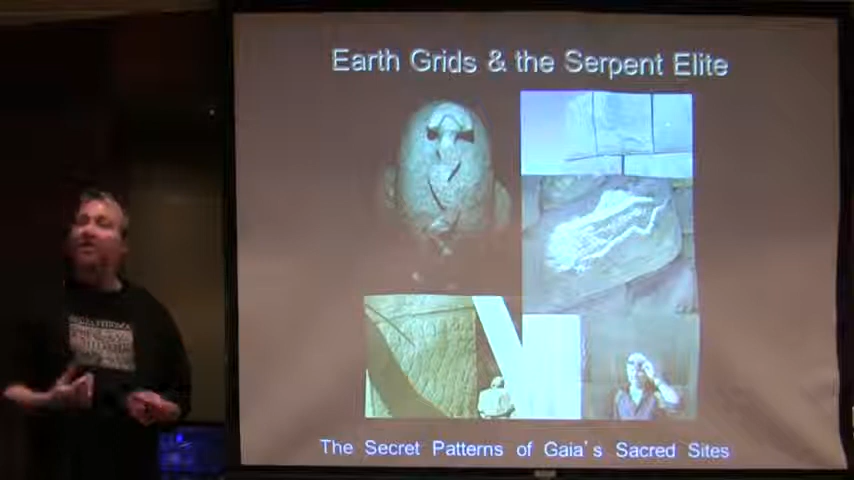 Earth Grids & the Serpent Elite
The Secret Patterns of Gaia's Sacred Sites